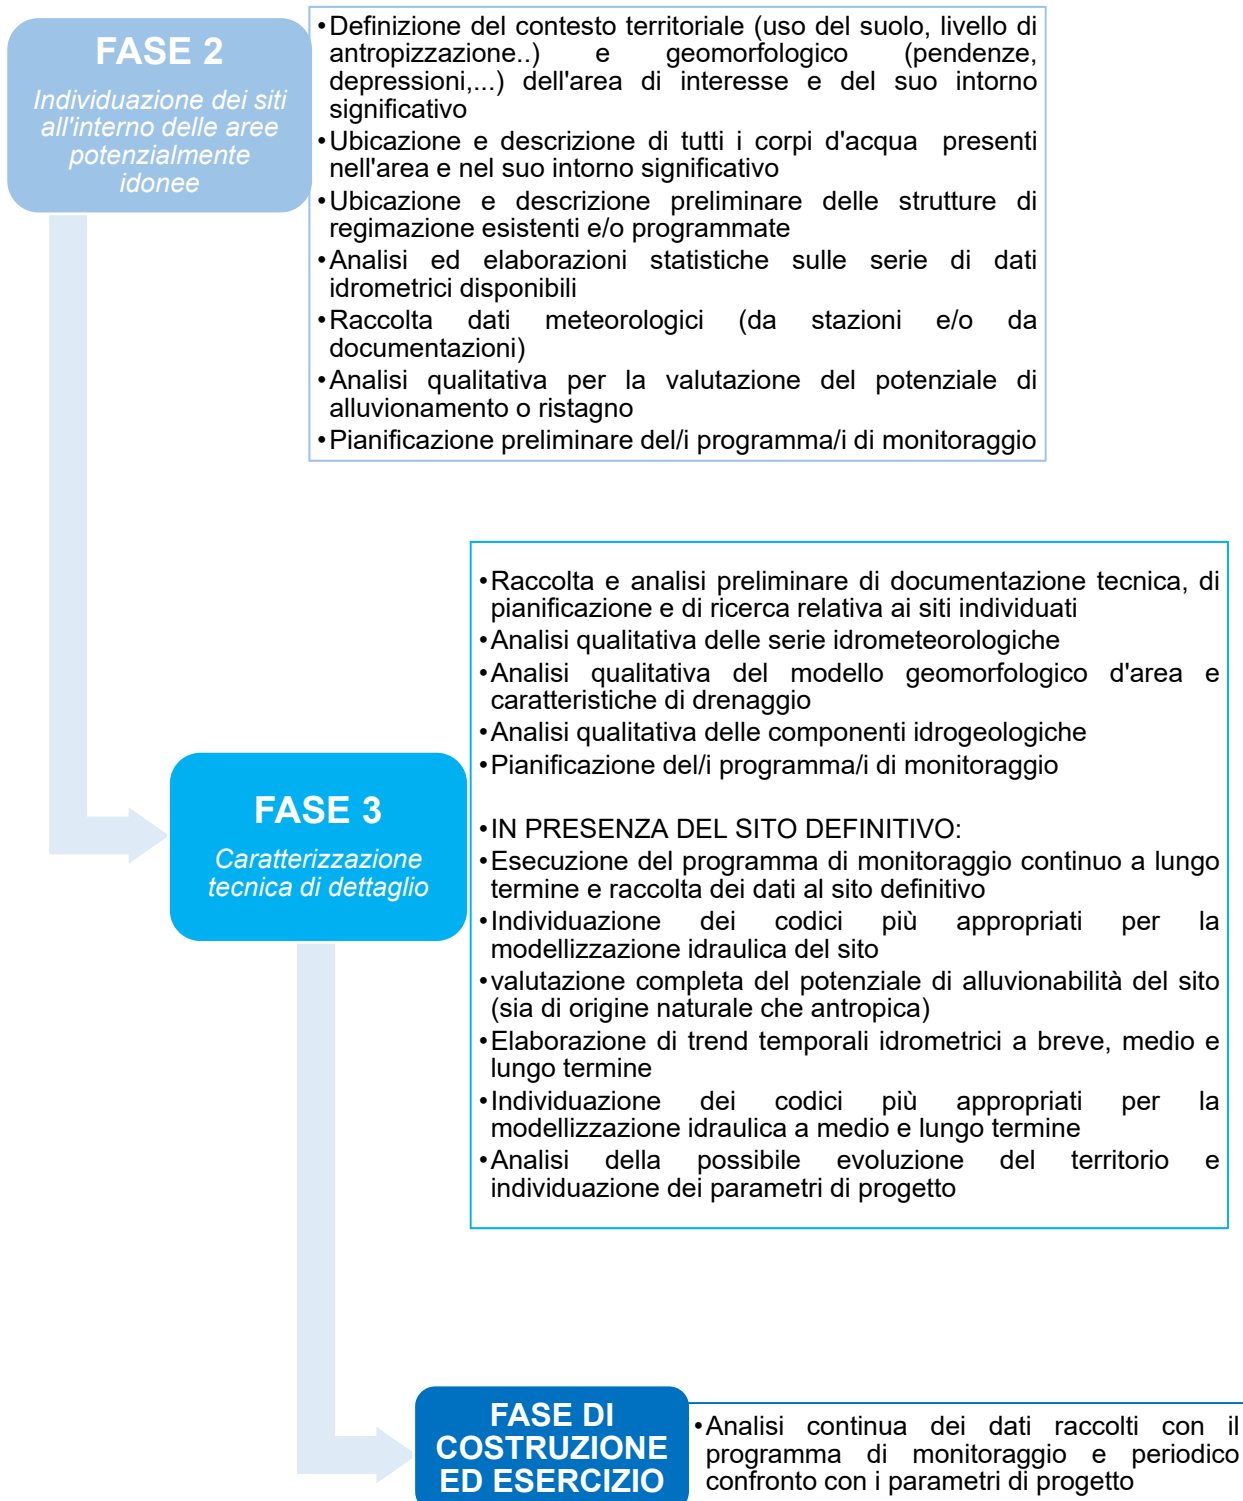 FASE 2
Individuazione dei siti
all'interno delle aree
potenzialmente
idonee
•Definizione del contesto territoriale (uso del suolo, livello di
antropizzazione..) e geomorfologico (pendenze,
depressioni,...) dell'area di interesse e del suo intorno
significativo
•Ubicazione e descrizione di tutti i corpi d'acqua presenti
nell'area e nel suo intorno significativo
•Ubicazione e descrizione preliminare delle strutture di
regimazione esistenti e/o programmate
•Analisi ed elaborazioni statistiche sulle serie di dati
idrometrici disponibili
•Raccolta dati meteorologici (da stazioni e/o da
documentazioni)
•Analisi qualitativa per la valutazione del potenziale di
alluvionamento o ristagno
•Pianificazione preliminare del/i programma/i di monitoraggio
FASE 3
Caratterizzazione
tecnica di dettaglio
•Raccolta e analisi preliminare di documentazione tecnica, di
pianificazione e di ricerca relativa ai siti individuati
•Analisi qualitativa delle serie idrometeorologiche
•Analisi qualitativa del modello geomorfologico d'area e
caratteristiche di drenaggio
•Analisi qualitativa delle componenti idrogeologiche
•Pianificazione del/i programma/i di monitoraggio
•IN PRESENZA DEL SITO DEFINITIVO:
•Esecuzione del programma di monitoraggio continuo a lungo
termine e raccolta dei dati al sito definitivo
•Individuazione dei codici più appropriati per la
modellizzazione idraulica del sito
•valutazione completa del potenziale di alluvionabilità del sito
(sia di origine naturale che antropica)
•Elaborazione di trend temporali idrometrici a breve, medio e
lungo termine
•Individuazione dei codici più appropriati per la
modellizzazione idraulica a medio e lungo termine
•Analisi della possibile evoluzione del territorio e
individuazione dei parametri di progetto
FASE DI
COSTRUZIONE
ED ESERCIZIO
•Analisi continua dei dati raccolti con il
programma di monitoraggio e periodico
confronto con i parametri di progetto